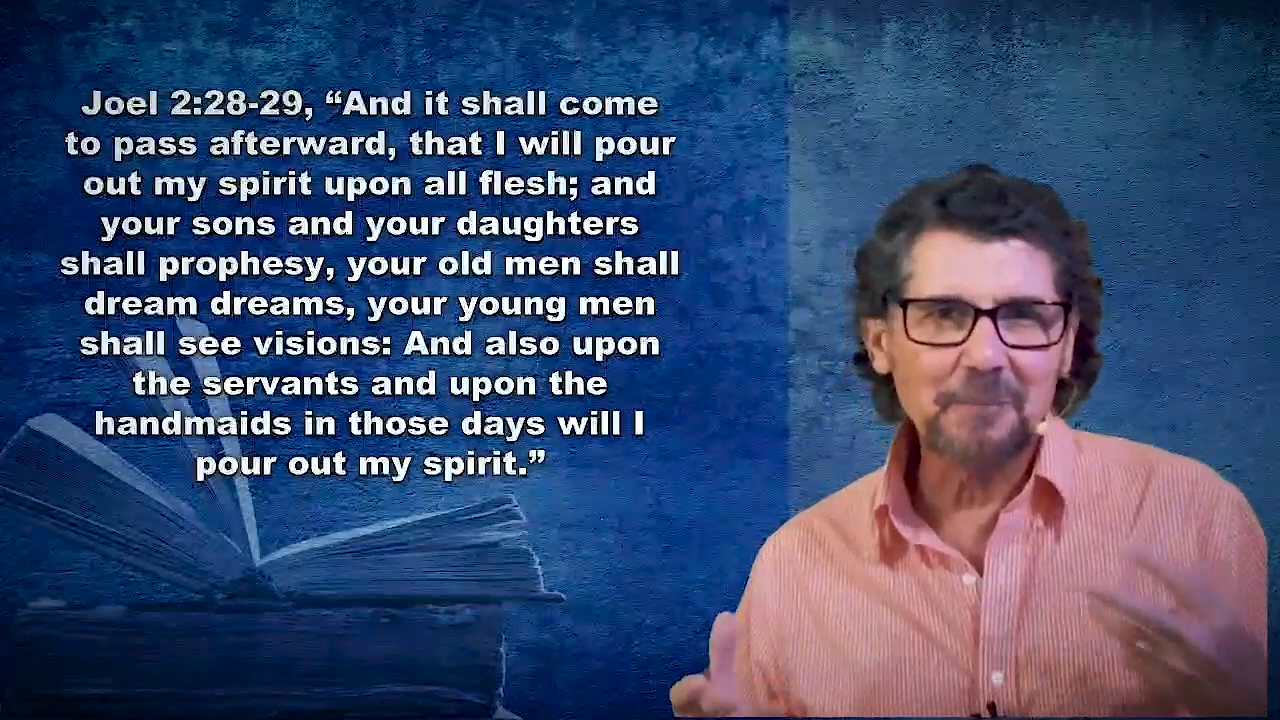 Joel 2:28-29, “And it shall come
to pass afterward, that I will pour
out my spirit upon all flesh; and
your sons and your daughters
shall prophesy, your old men shall
dream dreams, your young men
shall see visions: And also upon
the servants and upon the
handmaids in those days will I
pour out my spirit.”